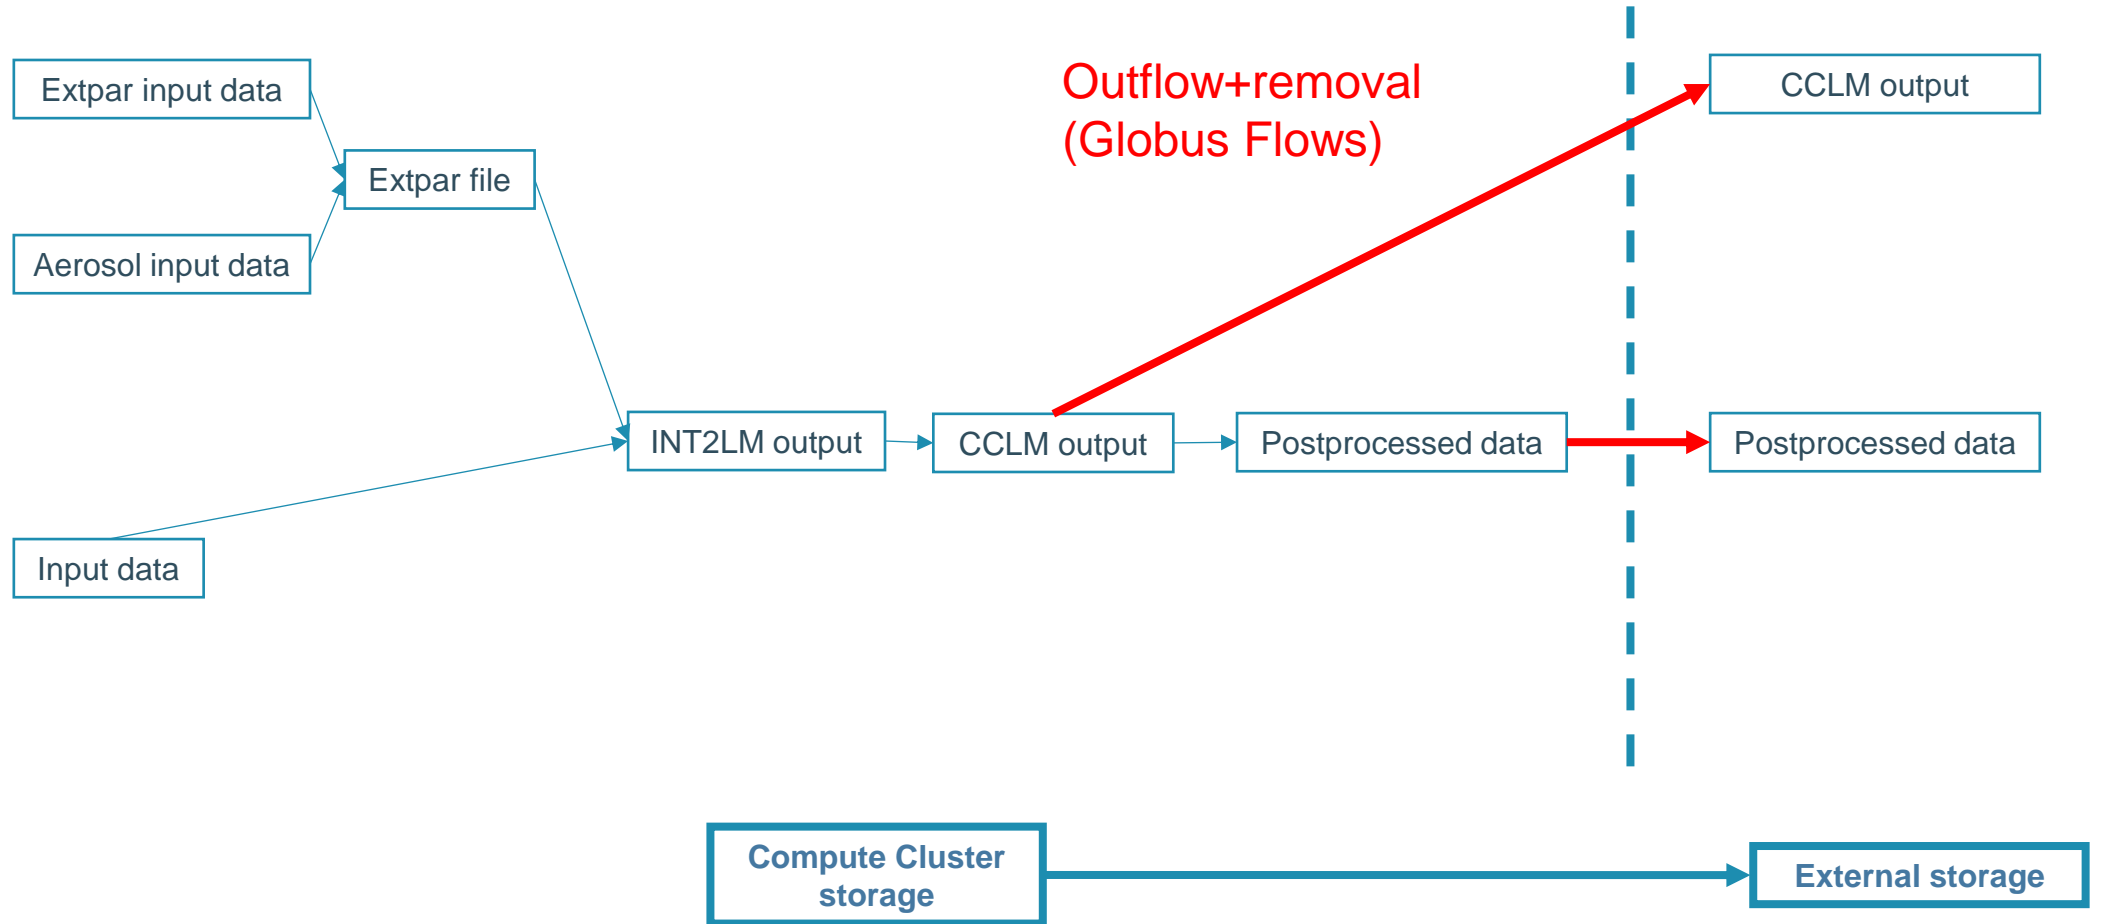 Extpar input data
Outflow+removal
(Globus Flows)
CCLM output
Extpar file
Aerosol input data
INT2LM output
CCLM output
Postprocessed data
Postprocessed data
Input data
Compute Cluster
storage
External storage